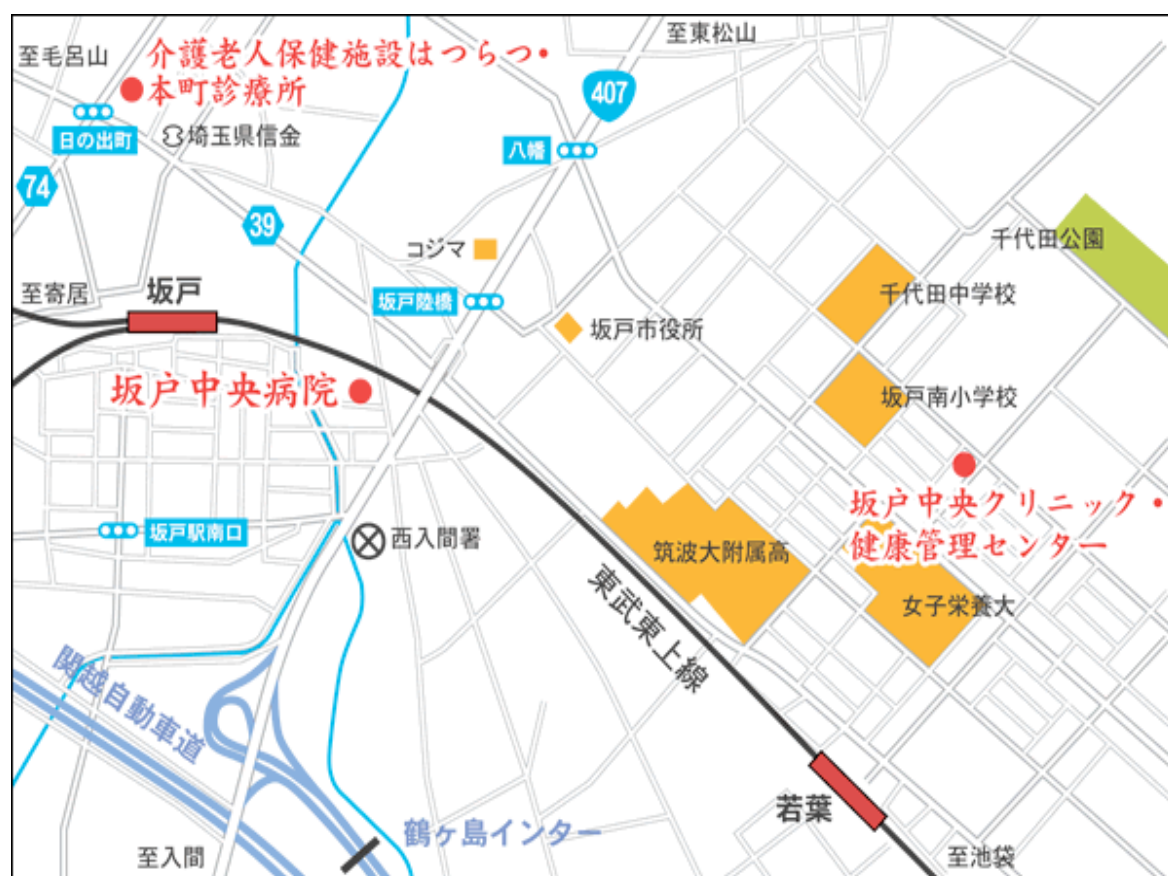 至毛呂山
介護老人保健施設はつらつ・
本町診療所
至東松山
407
日の出町
埼玉県信金
八幡
74
39
コジマ
千代田公園
至寄居
坂戸
坂戸陸橋
坂戸市役所
千代田中学校
坂戸中央病院
坂戸南小学校
坂戸駅南口
西入間署
筑波大附属高
坂戸中央クリニック・
健康管理センター
女子栄養大
東武東上線
関越自動車道
鶴ヶ島インター
若葉
至入間
至池袋